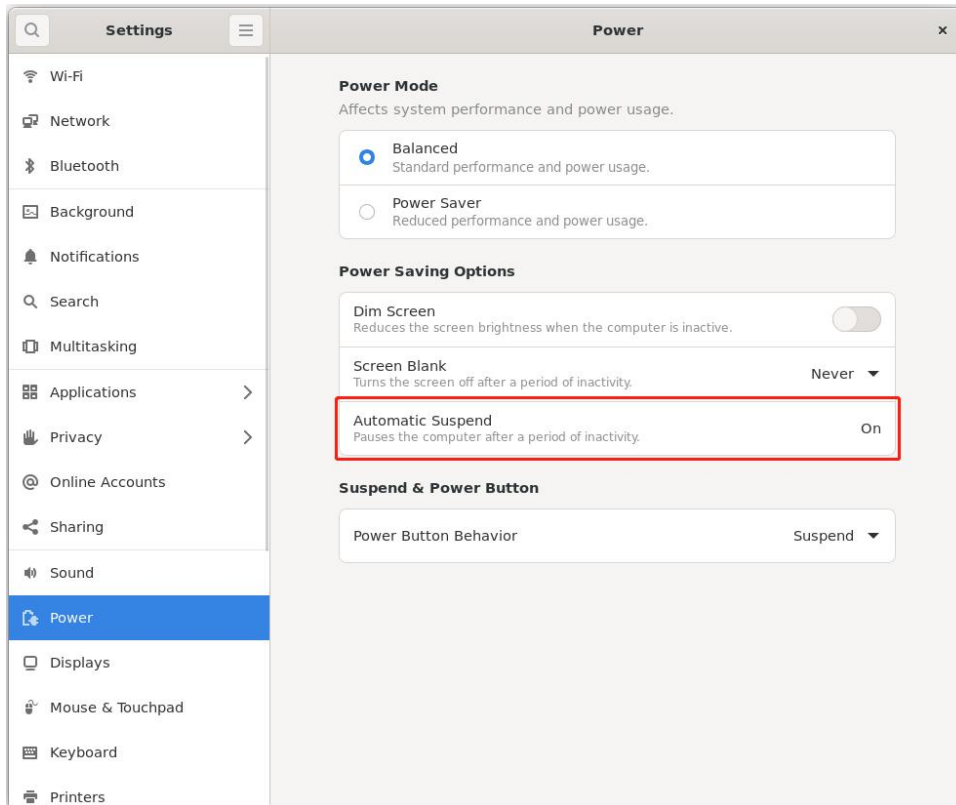 Settings
Power
Wi-Fi
Network
Bluetooth
Background
Notifications
Search
Multitasking
Applications
Privacy
Online Accounts
Sharing
Sound
Power
Displays
Mouse & Touchpad
Keyboard
Printers
Power Mode
Affects system performance and power usage.
Balanced
Standard performance and power usage.
Power Saver
Reduced performance and power usage.
Power Saving Options
Dim Screen
Reduces the screen brightness when the computer is inactive.
Screen Blank
Turns the screen off after a period of inactivity.
Never
Automatic Suspend
Pauses the computer after a period of inactivity.
On
Suspend & Power Button
Power Button Behavior
Suspend